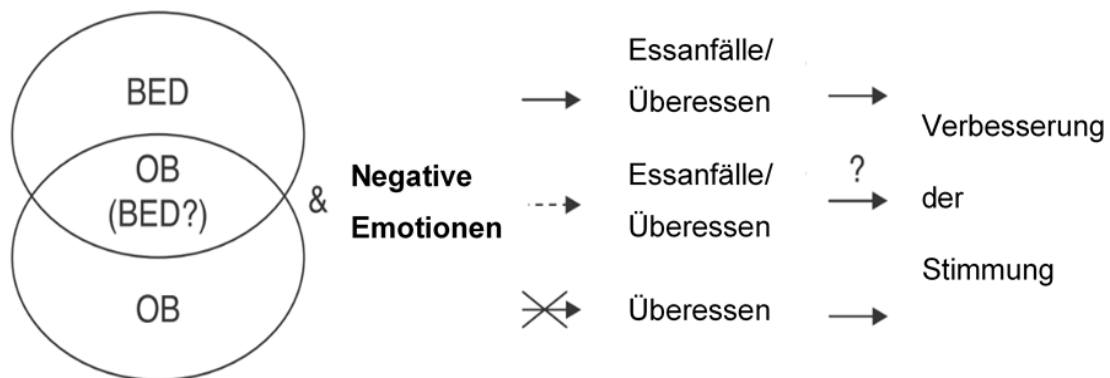 BED
OB
(BED?)
OB
&
Negative
Emotionen
Essanfälle/
Überessen
Essanfälle/
Überessen
Überessen
?
Verbesserung
der
Stimmung